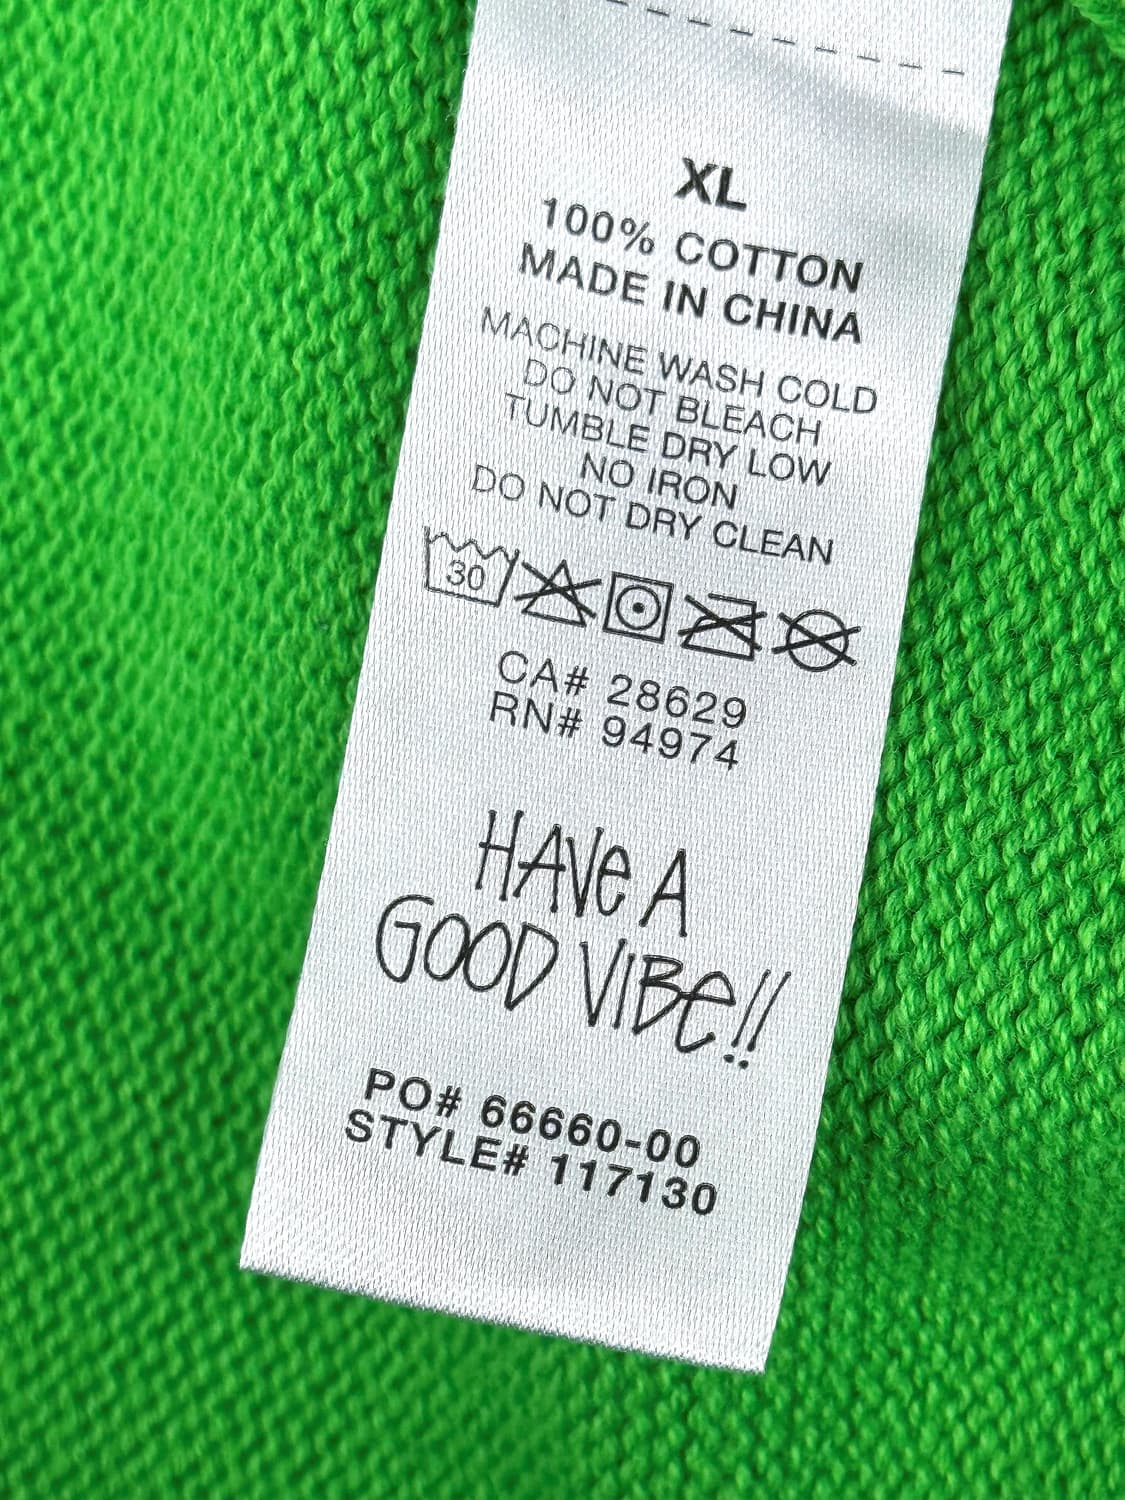 XL
100% COTTON
MADE IN CHINA
MACHINE WASH COLD
DO NOT BLEACH
TUMBLE DRY LOW
NO IRON
DO NOT DRY CLEAN
30
CA# 28629
RN# 94974
HAVe A
GOOD VIBe!!
PO# 66660-00
STYLE# 117130